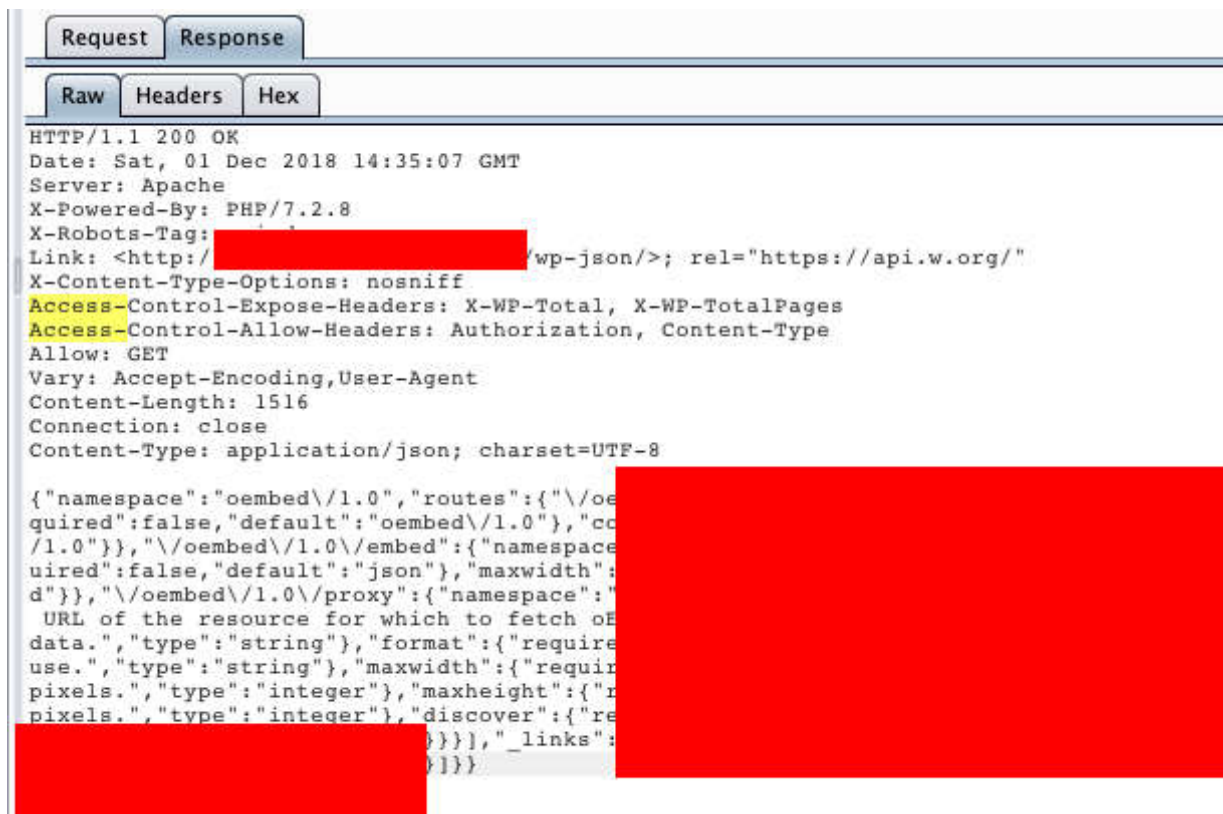 Request Response
Raw Headers Hex
HTTP/1.1 200 OK
Date: Sat, 01 Dec 2018 14:35:07 GMT
Server: Apache
X-Powered-By: PHP/7.2.8
X-Robots-Tag:
Link: <http:/ /wp-json/>; rel="https://api.w.org/"
X-Content-Type-Options: nosniff
Access-Control-Expose-Headers: X-WP-Total, X-WP-TotalPages
Access-Control-Allow-Headers: Authorization, Content-Type
Allow: GET
Vary: Accept-Encoding,User-Agent
Content-Length: 1516
Connection: close
Content-Type: application/json; charset=UTF-8
{"namespace":"oembed\/1.0","routes":{"\/oe
quired":false,"default":"oembed\/1.0"},"co
/1.0"}},"\/oembed\/1.0\/embed":{"namespace
uired":false,"default":"json"},"maxwidth":
d"}},"\/oembed\/1.0\/proxy":{"namespace":"
URL of the resource for which to fetch oE
data.","type":"string"},"format":{"require
use.","type":"string"},"maxwidth":{"requir
pixels.","type":"integer"},"maxheight":{"r
pixels.","type":"integer"},"discover":{"re
}}}],"_links":
}]}}